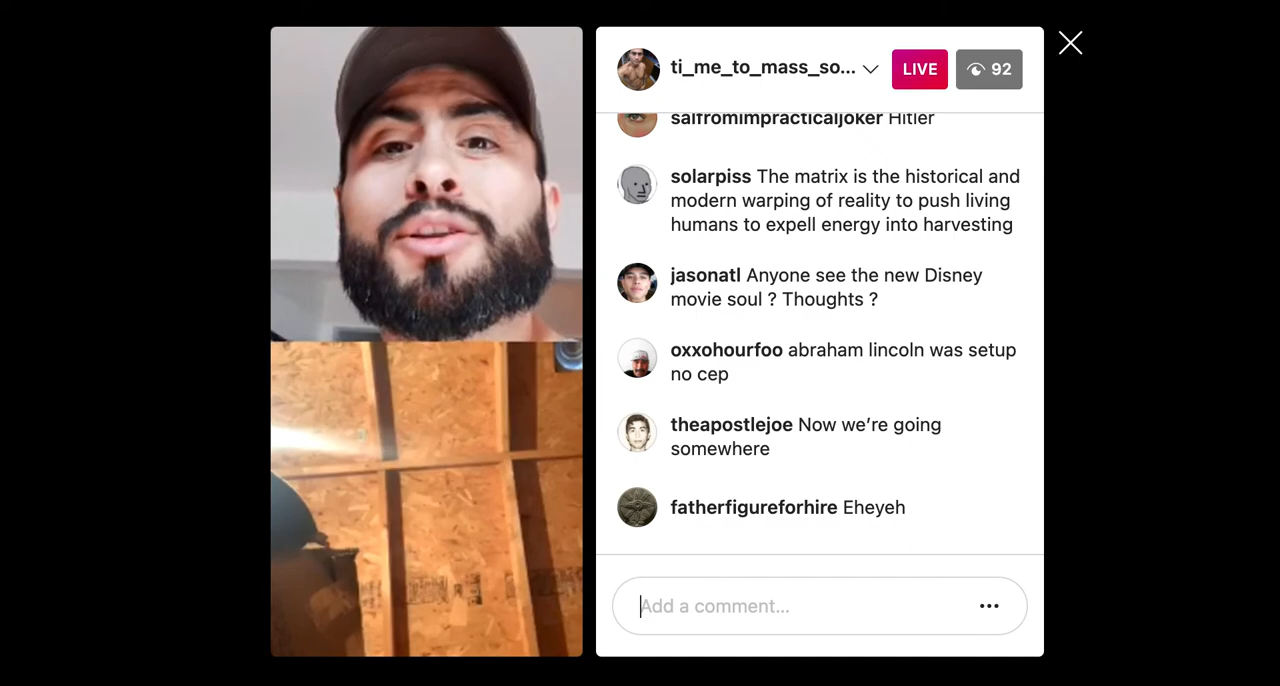 ti_me_to_mass_so...
LIVE
92
salfromimpracticaljoker Hitler
solarpiss The matrix is the historical and
modern warping of reality to push living
humans to expell energy into harvesting
jasonatl Anyone see the new Disney
movie soul ? Thoughts ?
oxxohourfoo abraham lincoln was setup
no cep
theapostlejoe Now we’re going
somewhere
fatherfigureforhire Eheyeh
Add a comment...